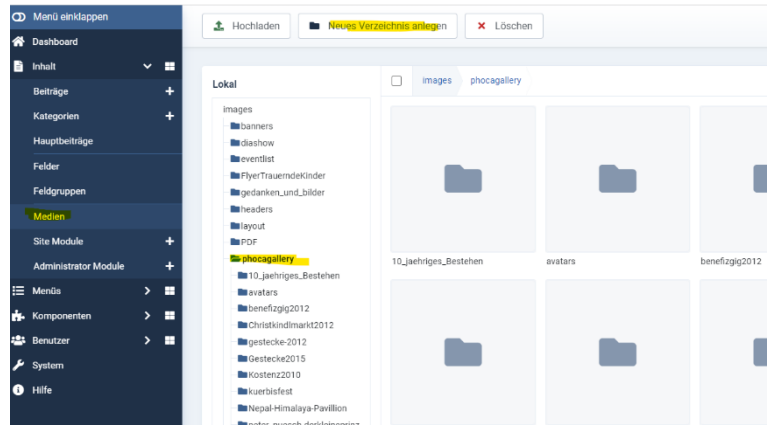 Menü einklappen
Dashboard
Inhalt
Beiträge
Kategorien
Hauptbeiträge
Felder
Feldgruppen
Medien
Site Module
Administrator Module
Menüs
Komponenten
Benutzer
System
Hilfe
Hochladen
Neues Verzeichnis anlegen
Löschen
Lokal
images
banners
diashow
eventlist
FlyerTrauerndeKinder
gedanken_und_bilder
headers
layout
PDF
phocagallery
10_jaehriges_Bestehen
avatars
benefizgig2012
Christkindlmarkt2012
gestecke-2012
Gestecke2015
Kostenz2010
kuerbisfest
Nepal-Himalaya-Pavillion
images phocagallery
10_jaehriges_Bestehen
avatars
benefizgig2012